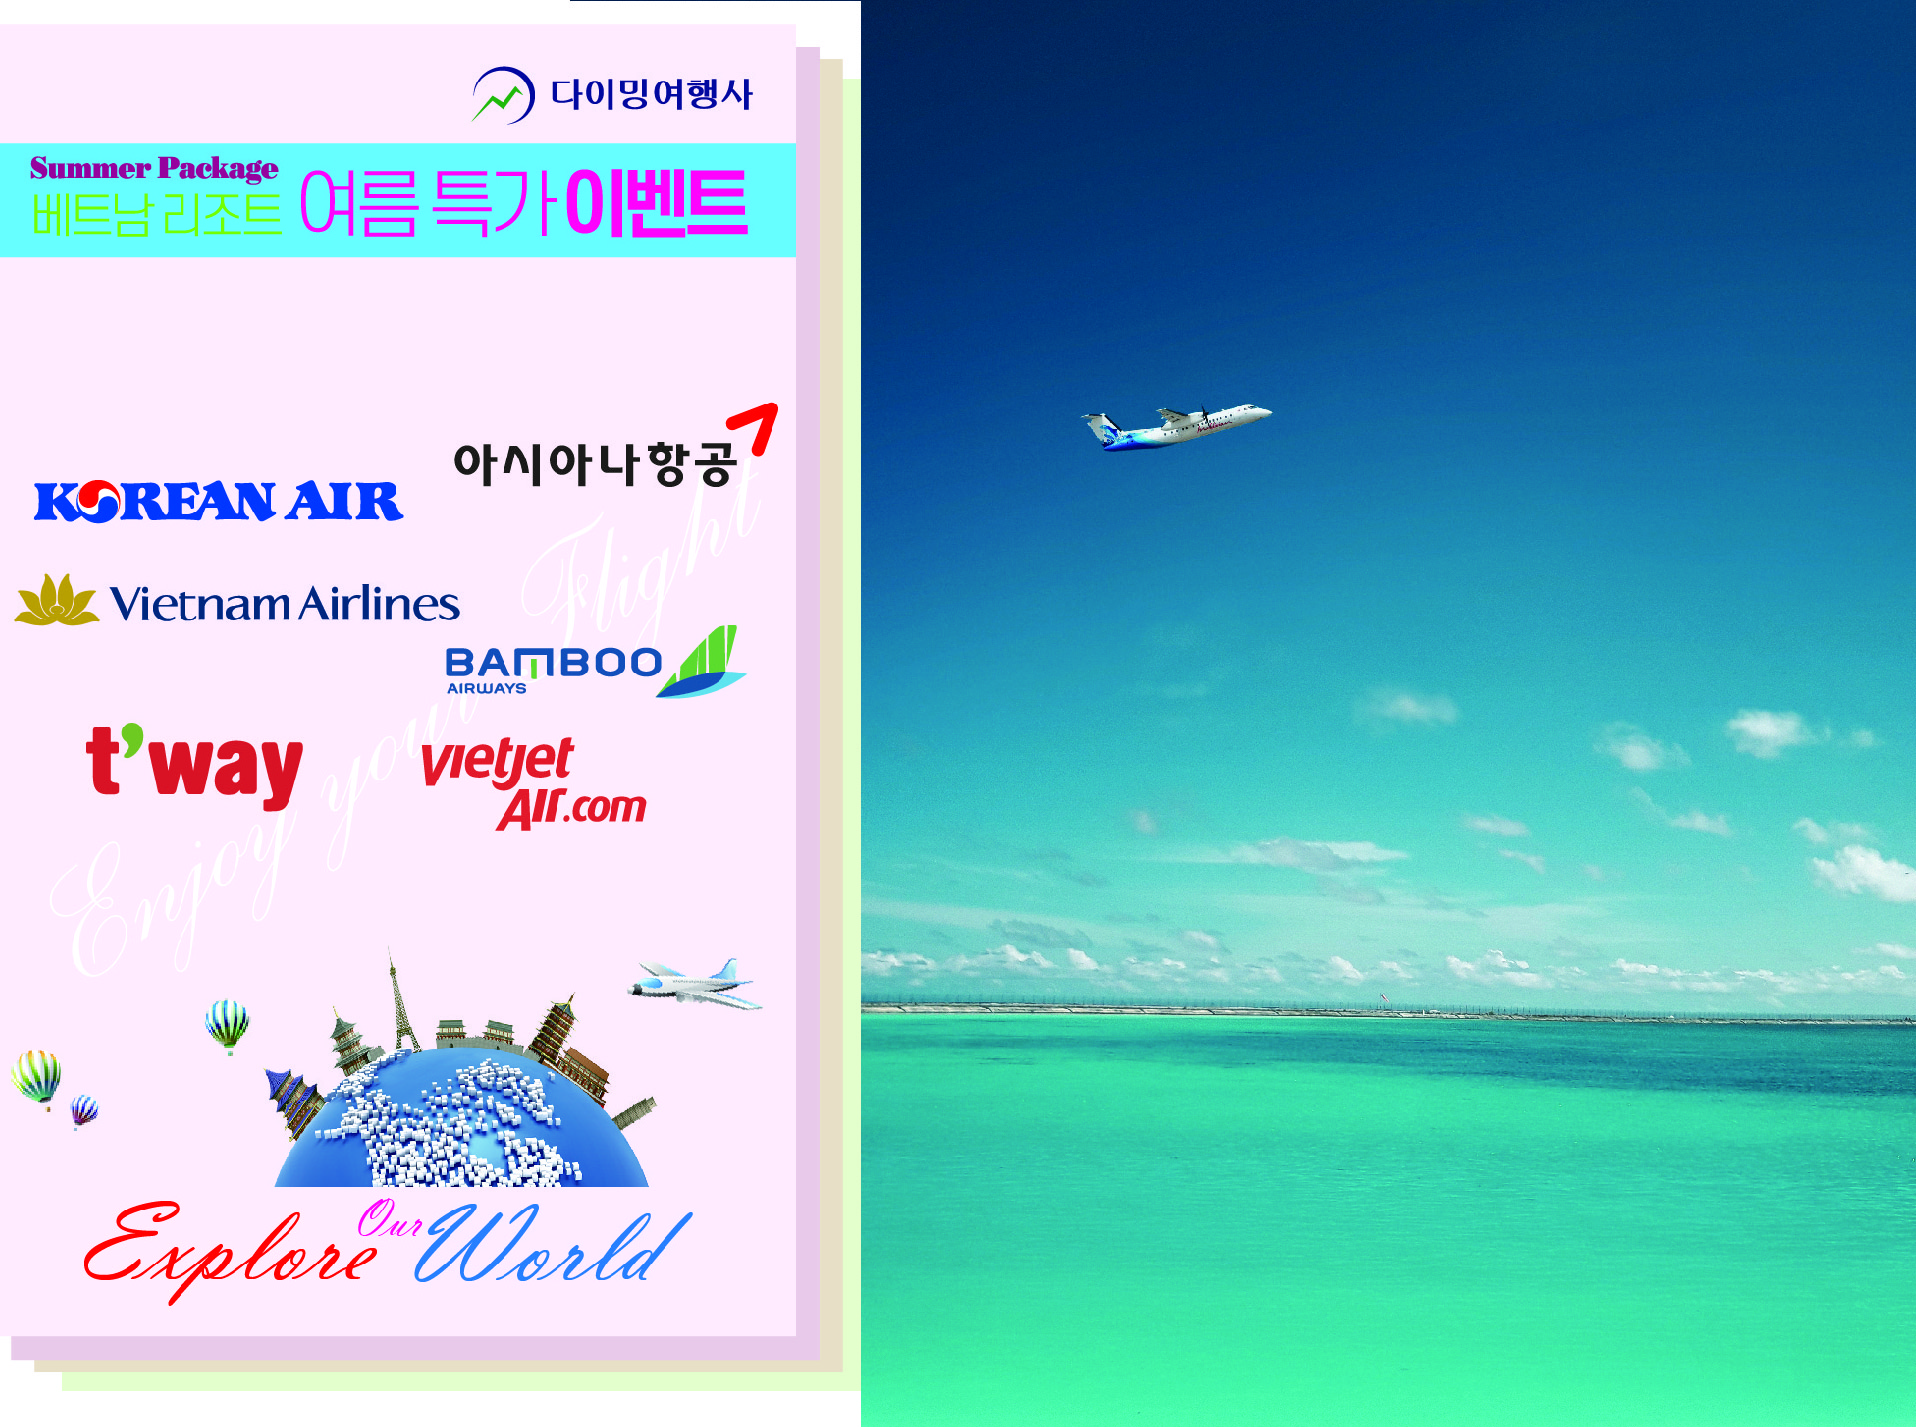 다이밍여행사
Summer Package
베트남 리조트 여름 특가 이벤트
아시아나항공
KOREAN AIR
Vietnam Airlines
BAMBOO
AIRWAYS
t'way
vietjet
Air.com
Enjoy your Flight
Explore Our World